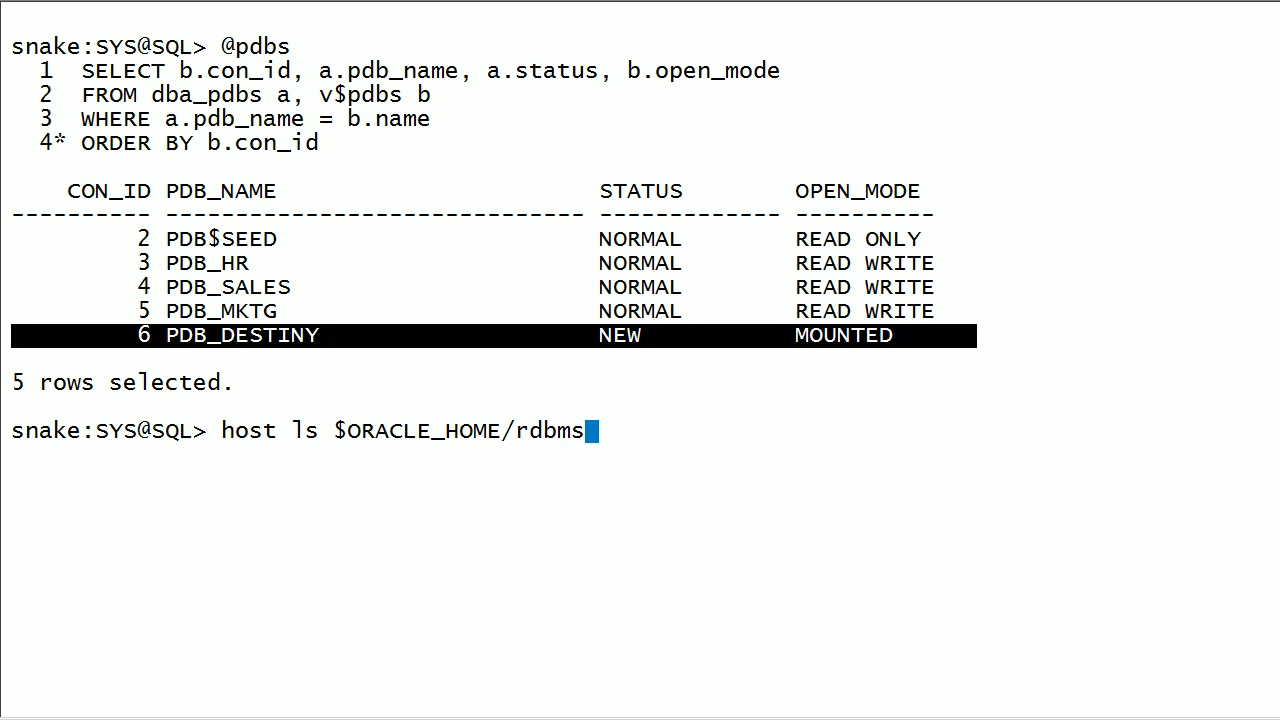 snake:SYS@SQL> @pdbs
  1  SELECT b.con_id, a.pdb_name, a.status, b.open_mode
  2  FROM dba_pdbs a, v$pdbs b
  3  WHERE a.pdb_name = b.name
  4* ORDER BY b.con_id
    CON_ID PDB_NAME                       STATUS        OPEN_MODE
---------- ------------------------------ ------------- ----------
         2 PDB$SEED                       NORMAL        READ ONLY
         3 PDB_HR                         NORMAL        READ WRITE
         4 PDB_SALES                      NORMAL        READ WRITE
         5 PDB_MKTG                       NORMAL        READ WRITE
         6 PDB_DESTINY                    NEW           MOUNTED
5 rows selected.
snake:SYS@SQL> host ls $ORACLE_HOME/rdbms